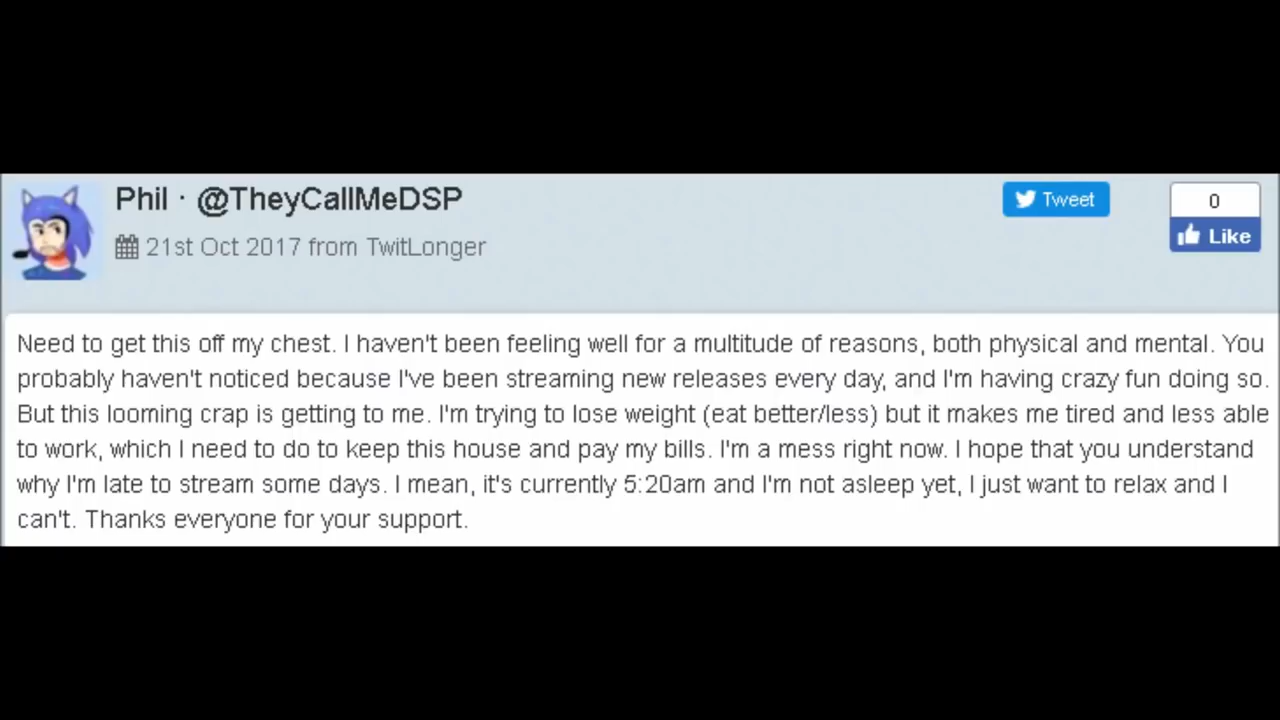 Phil · @TheyCallMeDSP
Tweet
0
21st Oct 2017 from TwitLonger
Like
Need to get this off my chest. I haven't been feeling well for a multitude of reasons, both physical and mental. You
probably haven't noticed because I've been streaming new releases every day, and I'm having crazy fun doing so.
But this looming crap is getting to me. I'm trying to lose weight (eat better/less) but it makes me tired and less able
to work, which I need to do to keep this house and pay my bills. I'm a mess right now. I hope that you understand
why I'm late to stream some days. I mean, it's currently 5:20am and I'm not asleep yet, I just want to relax and I
can't. Thanks everyone for your support.